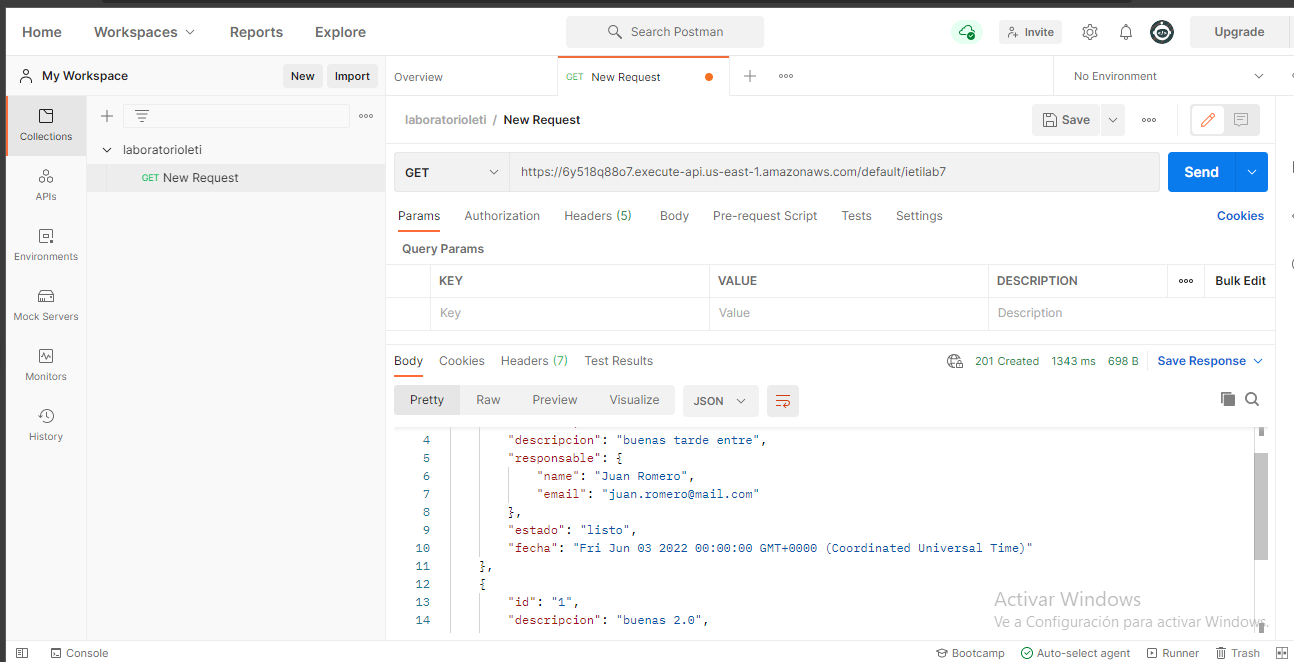 Home Workspaces Reports Explore Search Postman Invite Upgrade
My Workspace New Import Overview GET New Request No Environment
Collections
APIs
Environments
Mock Servers
Monitors
History
laboratorioleti
GET New Request
laboratorioleti / New Request Save
GET https://6y518q88o7.execute-api.us-east-1.amazonaws.com/default/ietilab7 Send
Params Authorization Headers (5) Body Pre-request Script Tests Settings Cookies
Query Params
KEY VALUE DESCRIPTION Bulk Edit
Key Value Description
Body Cookies Headers (7) Test Results 201 Created 1343 ms 698 B Save Response
Pretty Raw Preview Visualize JSON
4 "descripcion": "buenas tarde entre",
5 "responsable": {
6 "name": "Juan Romero",
7 "email": "juan.romero@mail.com"
8 },
9 "estado": "listo",
10 "fecha": "Fri Jun 03 2022 00:00:00 GMT+0000 (Coordinated Universal Time)"
11 },
12 {
13 "id": "1",
14 "descripcion": "buenas 2.0",
Activar Windows
Ve a Configuración para activar Windows.
Console Bootcamp Auto-select agent Runner Trash